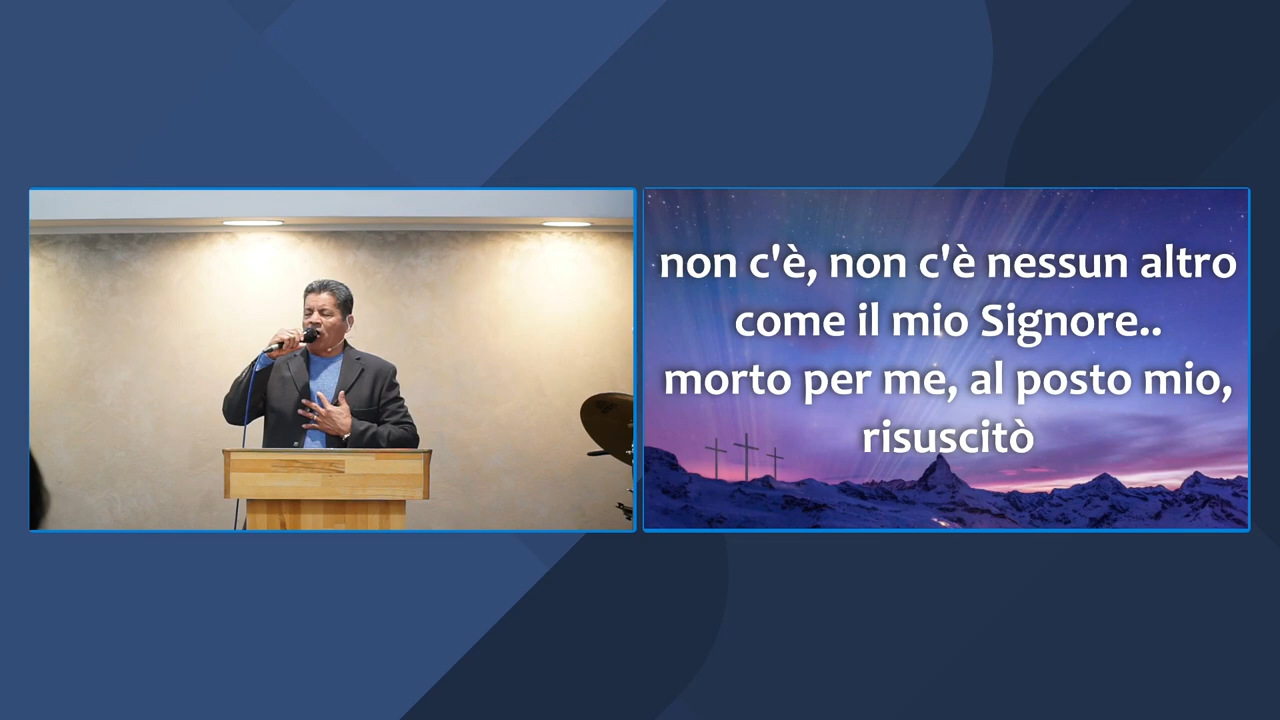 non c'è, non c'è nessun altro
come il mio Signore..
morto per me, al posto mio,
risuscitò